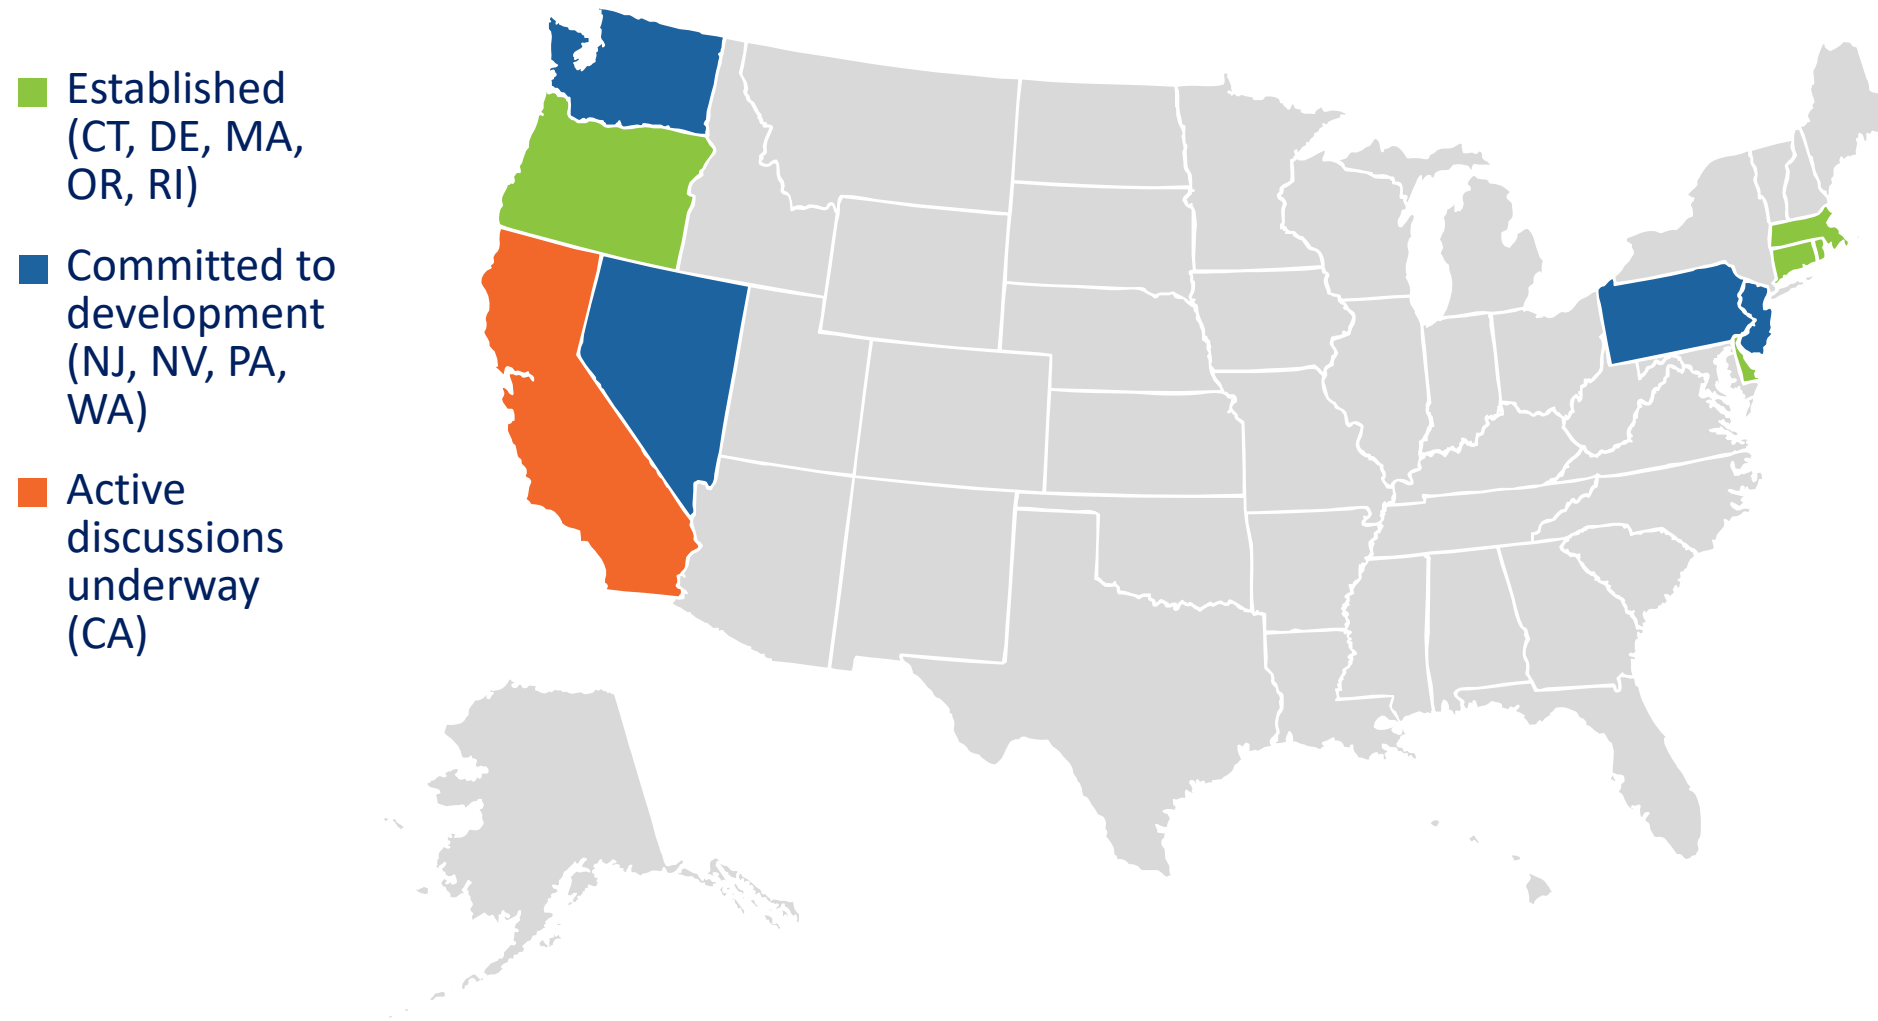 Established
(CT, DE, MA,
OR, RI)
Committed to
development
(NJ, NV, PA,
WA)
Active
discussions
underway
(CA)